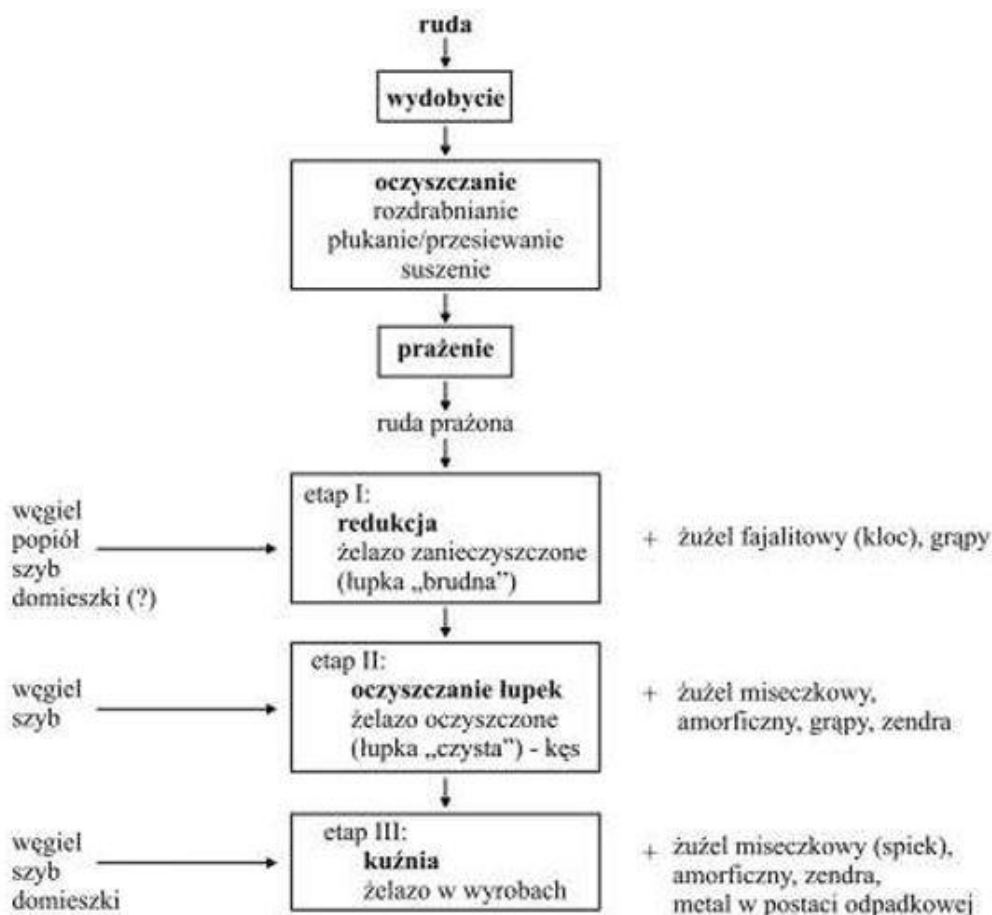 ruda
wydobycie
oczyszczanie
rozdrabnianie
płukanie/przesiewanie
suszenie
prażenie
ruda prażona
węgiel
popiół
szyb
domieszki (?)
etap I:
redukcja
żelazo zanieczyszczone
(łupka „brudna”)
+ żużel fajalitowy (kloc), grąpy
węgiel
szyb
etap II:
oczyszczanie łupek
żelazo oczyszczone
(łupka „czysta”) - kęs
+ żużel miseczkowy,
amorficzny, grąpy, zendra
węgiel
szyb
domieszki
etap III:
kuźnia
żelazo w wyrobach
+ żużel miseczkowy (spiek),
amorficzny, zendra,
metal w postaci odpadkowej